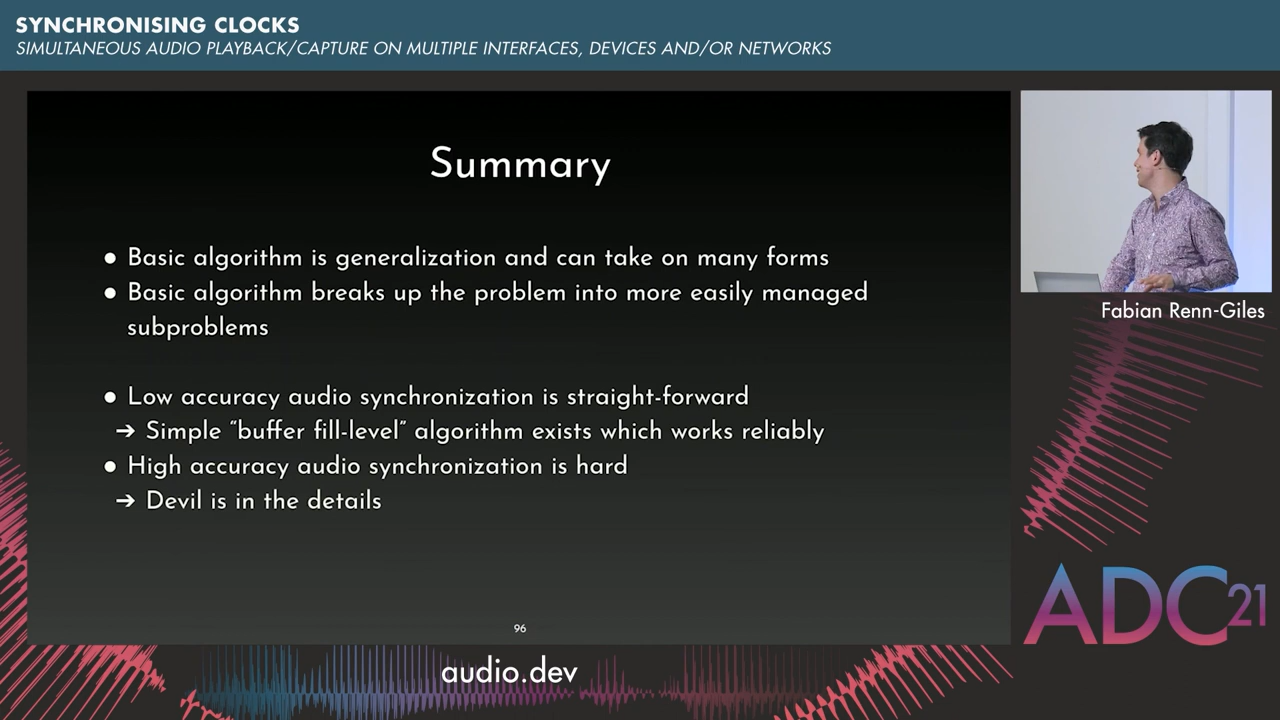 SYNCHRONISING CLOCKS
SIMULTANEOUS AUDIO PLAYBACK/CAPTURE ON MULTIPLE INTERFACES, DEVICES AND/OR NETWORKS
Summary
● Basic algorithm is generalization and can take on many forms
● Basic algorithm breaks up the problem into more easily managed
subproblems
● Low accuracy audio synchronization is straight-forward
➔ Simple “buffer fill-level” algorithm exists which works reliably
● High accuracy audio synchronization is hard
➔ Devil is in the details
96
Fabian Renn-Giles
ADC21
audio.dev